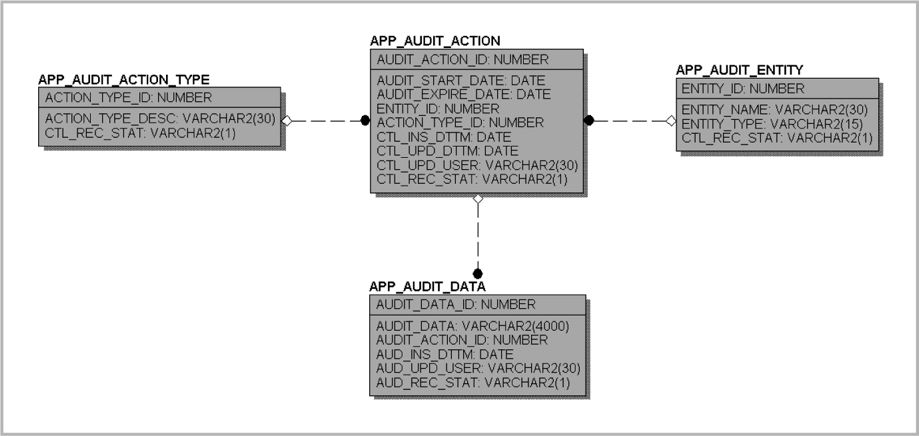 APP_AUDIT_ACTION_TYPE
ACTION_TYPE_ID: NUMBER
ACTION_TYPE_DESC: VARCHAR2(30)
CTL_REC_STAT: VARCHAR2(1)
APP_AUDIT_ACTION
AUDIT_ACTION_ID: NUMBER
AUDIT_START_DATE: DATE
AUDIT_EXPIRE_DATE: DATE
ENTITY_ID: NUMBER
ACTION_TYPE_ID: NUMBER
CTL_INS_DTTM: DATE
CTL_UPD_DTTM: DATE
CTL_UPD_USER: VARCHAR2(30)
CTL_REC_STAT: VARCHAR2(1)
APP_AUDIT_ENTITY
ENTITY_ID: NUMBER
ENTITY_NAME: VARCHAR2(30)
ENTITY_TYPE: VARCHAR2(15)
CTL_REC_STAT: VARCHAR2(1)
APP_AUDIT_DATA
AUDIT_DATA_ID: NUMBER
AUDIT_DATA: VARCHAR2(4000)
AUDIT_ACTION_ID: NUMBER
AUD_INS_DTTM: DATE
AUD_UPD_USER: VARCHAR2(30)
AUD_REC_STAT: VARCHAR2(1)